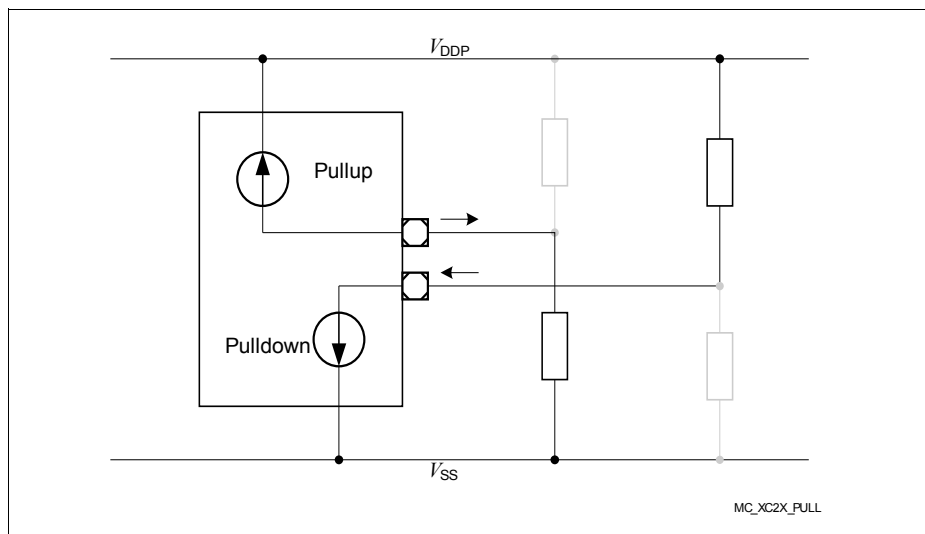 VDDP
Pullup
Pulldown
VSS
MC_XC2X_PULL